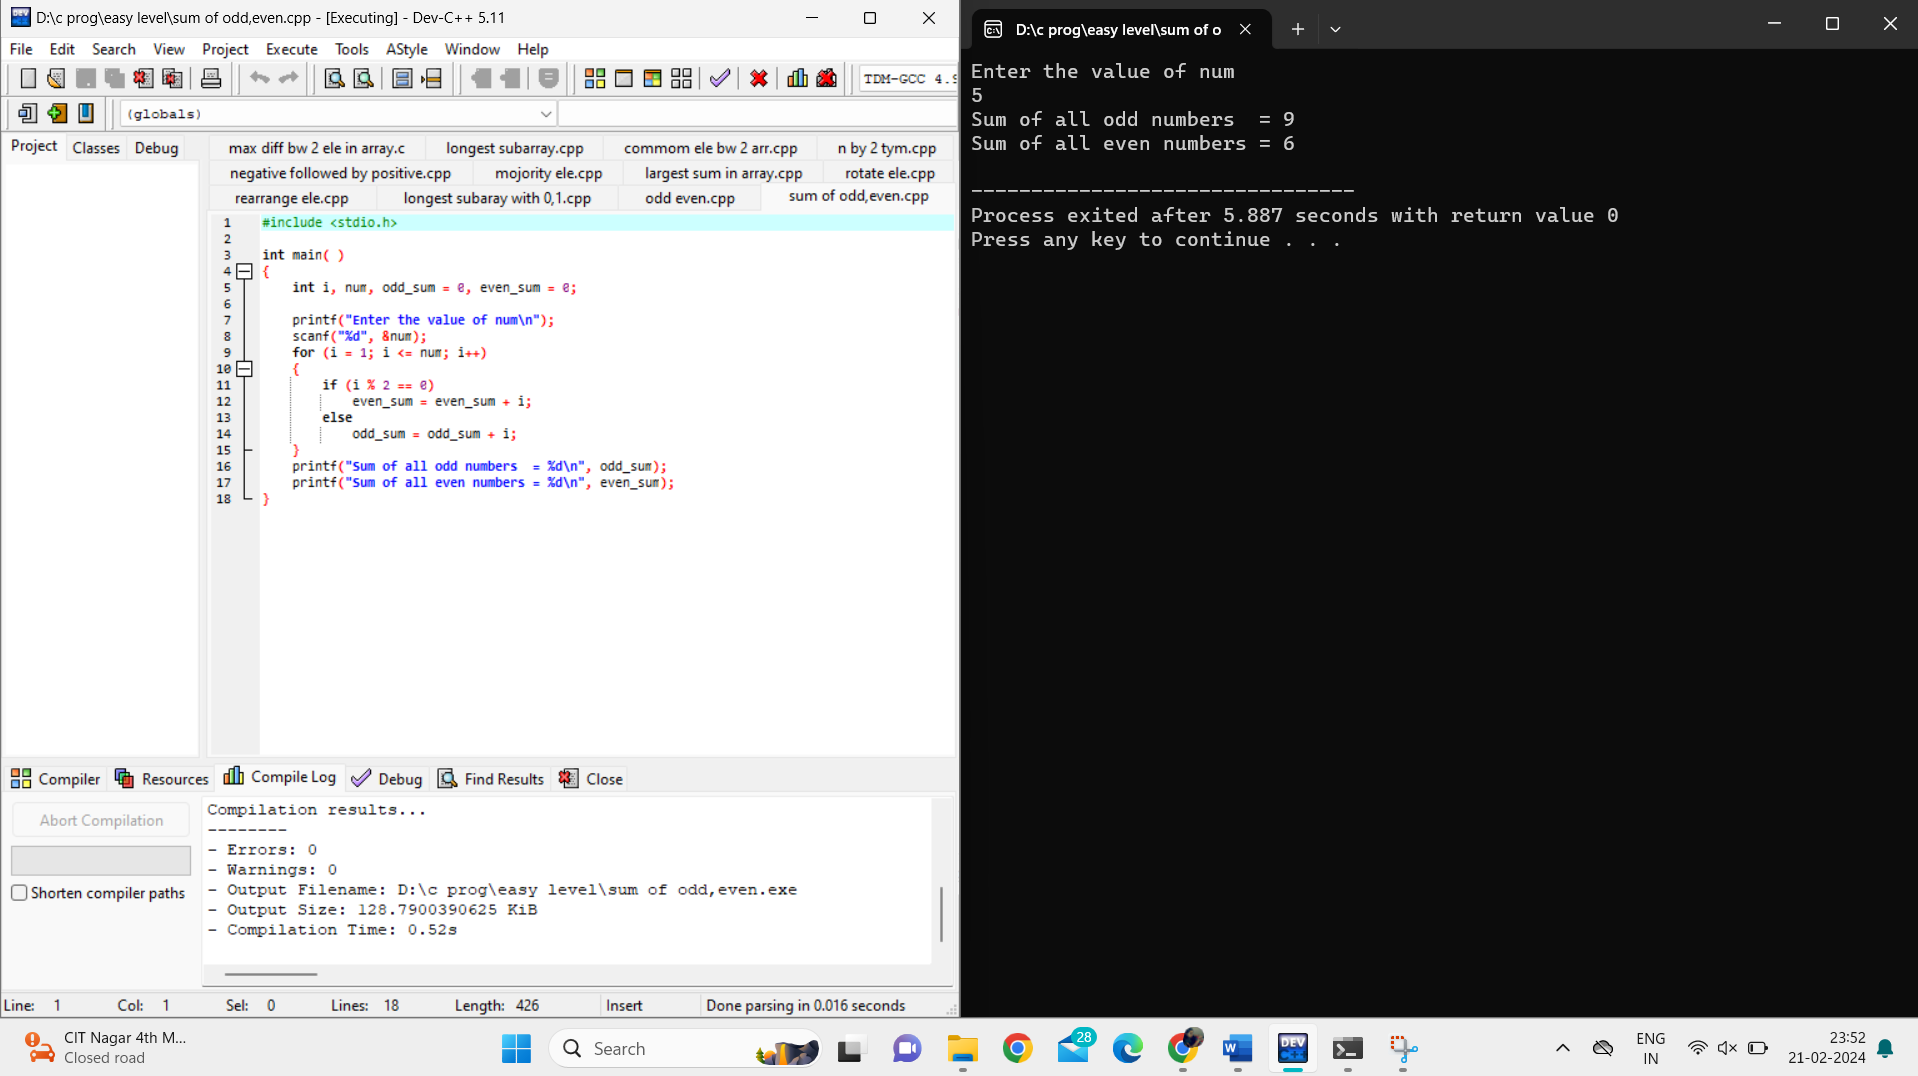 D:\c prog\easy level\sum of odd,even.cpp - [Executing] - Dev-C++ 5.11
File Edit Search View Project Execute Tools AStyle Window Help
TDM-GCC 4.9
(globals)
Project Classes Debug
max diff bw 2 ele in array.c longest subarray.cpp commom ele bw 2 arr.cpp n by 2 tym.cpp
negative followed by positive.cpp mojority ele.cpp largest sum in array.cpp rotate ele.cpp
rearrange ele.cpp longest subaray with 0,1.cpp odd even.cpp sum of odd,even.cpp
1 #include <stdio.h>
2
3 int main( )
4 {
5 int i, num, odd_sum = 0, even_sum = 0;
6
7 printf("Enter the value of num\n");
8 scanf("%d", &num);
9 for (i = 1; i <= num; i++)
10 {
11 if (i % 2 == 0)
12 even_sum = even_sum + i;
13 else
14 odd_sum = odd_sum + i;
15 }
16 printf("Sum of all odd numbers  = %d\n", odd_sum);
17 printf("Sum of all even numbers = %d\n", even_sum);
18 }
Compiler Resources Compile Log Debug Find Results Close
Abort Compilation
Shorten compiler paths
Compilation results...
--------
- Errors: 0
- Warnings: 0
- Output Filename: D:\c prog\easy level\sum of odd,even.exe
- Output Size: 128.7900390625 KiB
- Compilation Time: 0.52s
Line: 1 Col: 1 Sel: 0 Lines: 18 Length: 426 Insert Done parsing in 0.016 seconds
D:\c prog\easy level\sum of o
Enter the value of num
5
Sum of all odd numbers  = 9
Sum of all even numbers = 6
--------------------------------
Process exited after 5.887 seconds with return value 0
Press any key to continue . . .
CIT Nagar 4th M...
Closed road
Search
28
W
DEV
C++
ENG
IN
23:52
21-02-2024